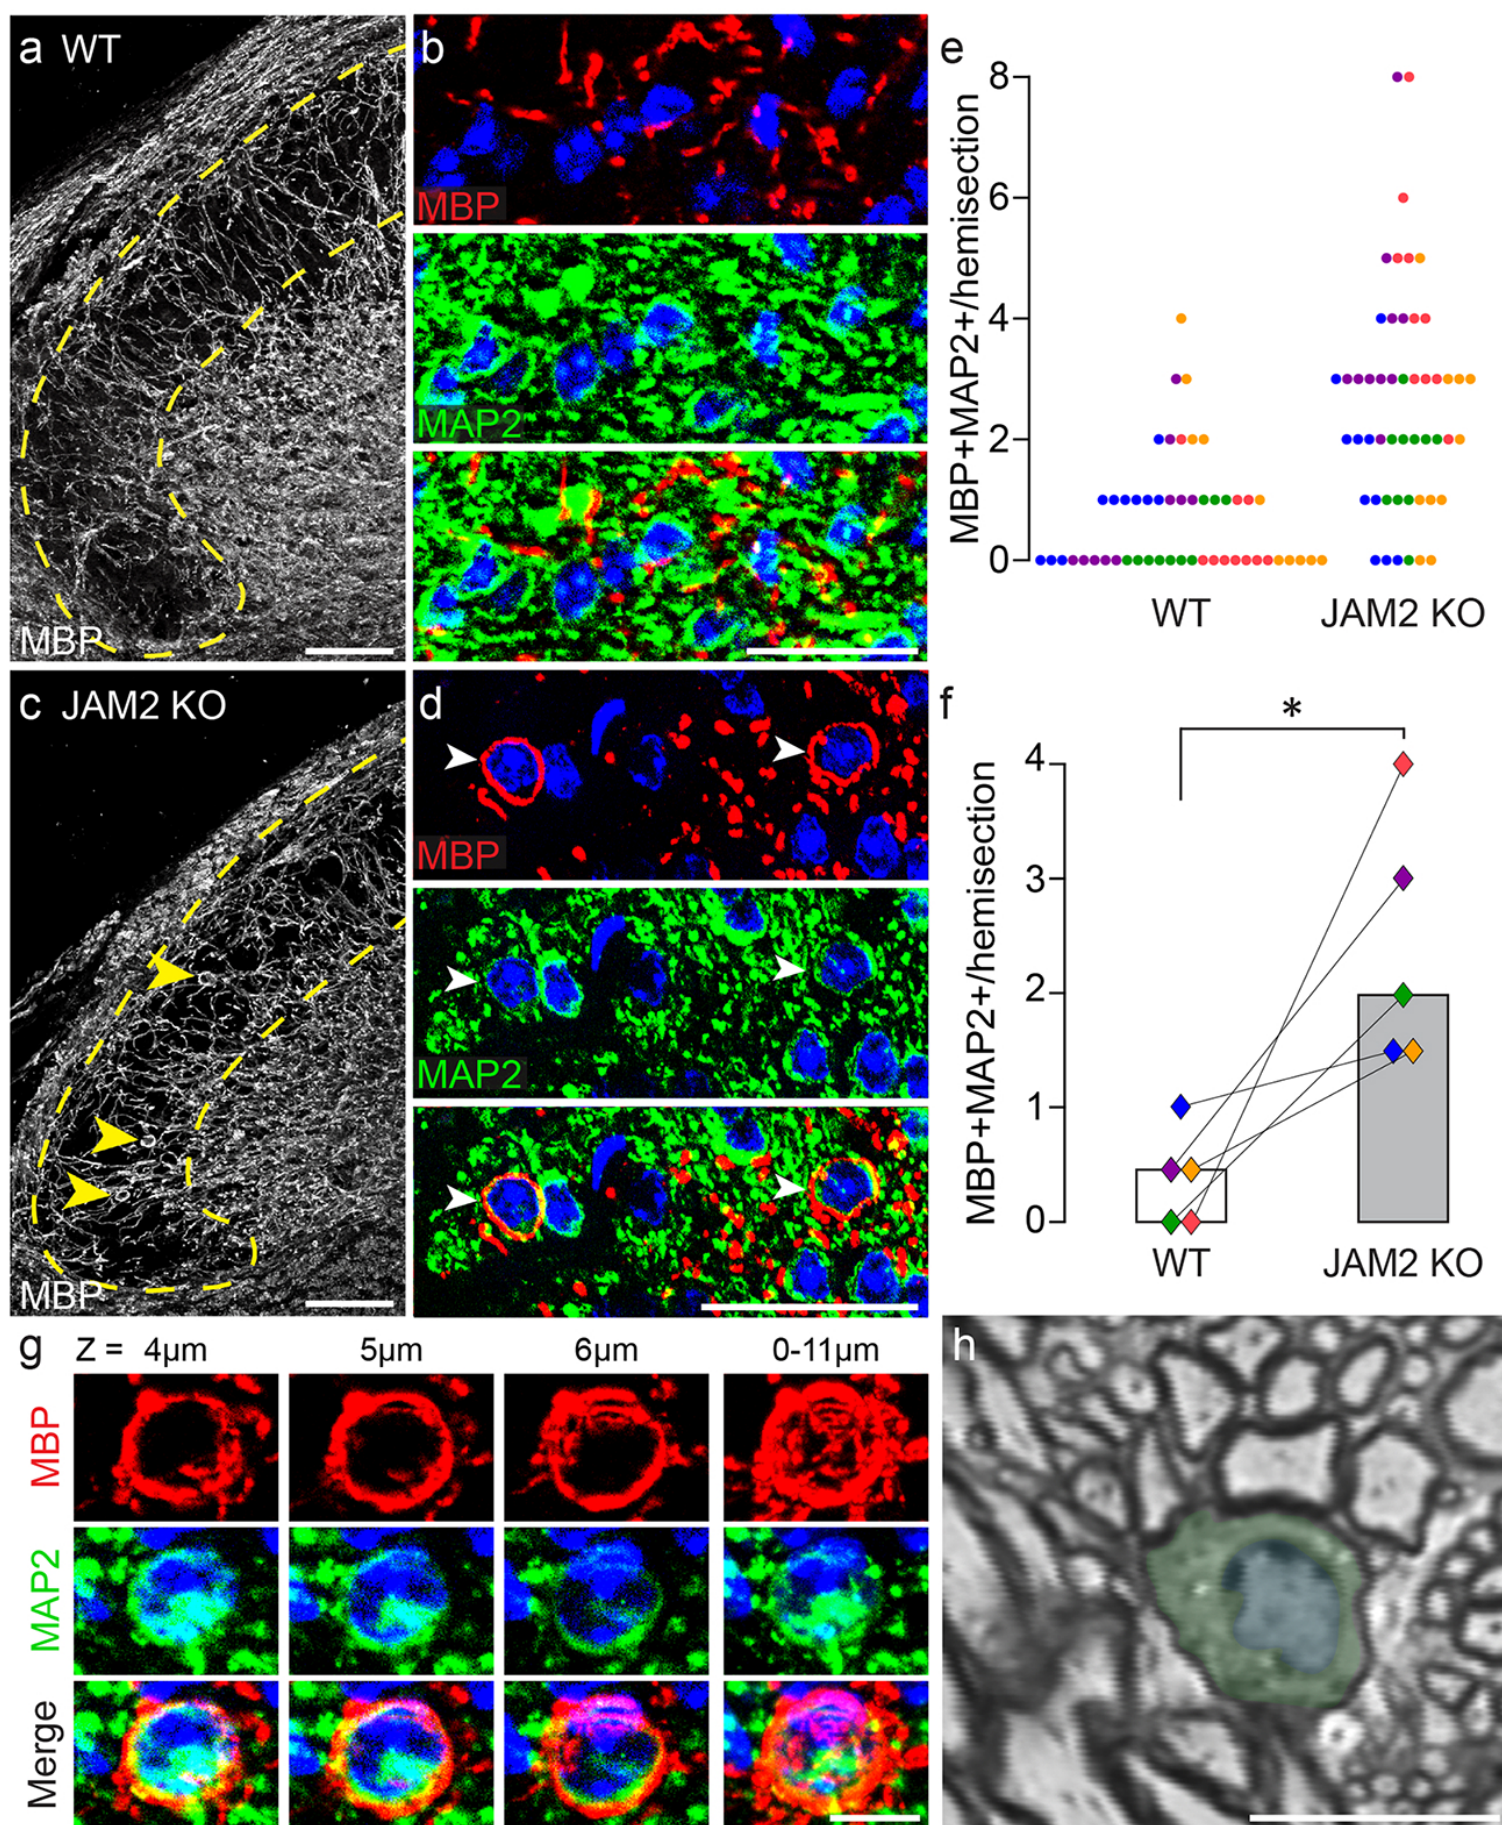 a WT
MBP
b
MBP
MAP2
c JAM2 KO
MBP
d
MBP
MAP2
e
MBP+MAP2+/hemisection
8
6
4
2
0
WT JAM2 KO
f
*
MBP+MAP2+/hemisection
4
3
2
1
0
WT JAM2 KO
g Z = 4µm 5µm 6µm 0-11µm
MBP
MAP2
Merge
h